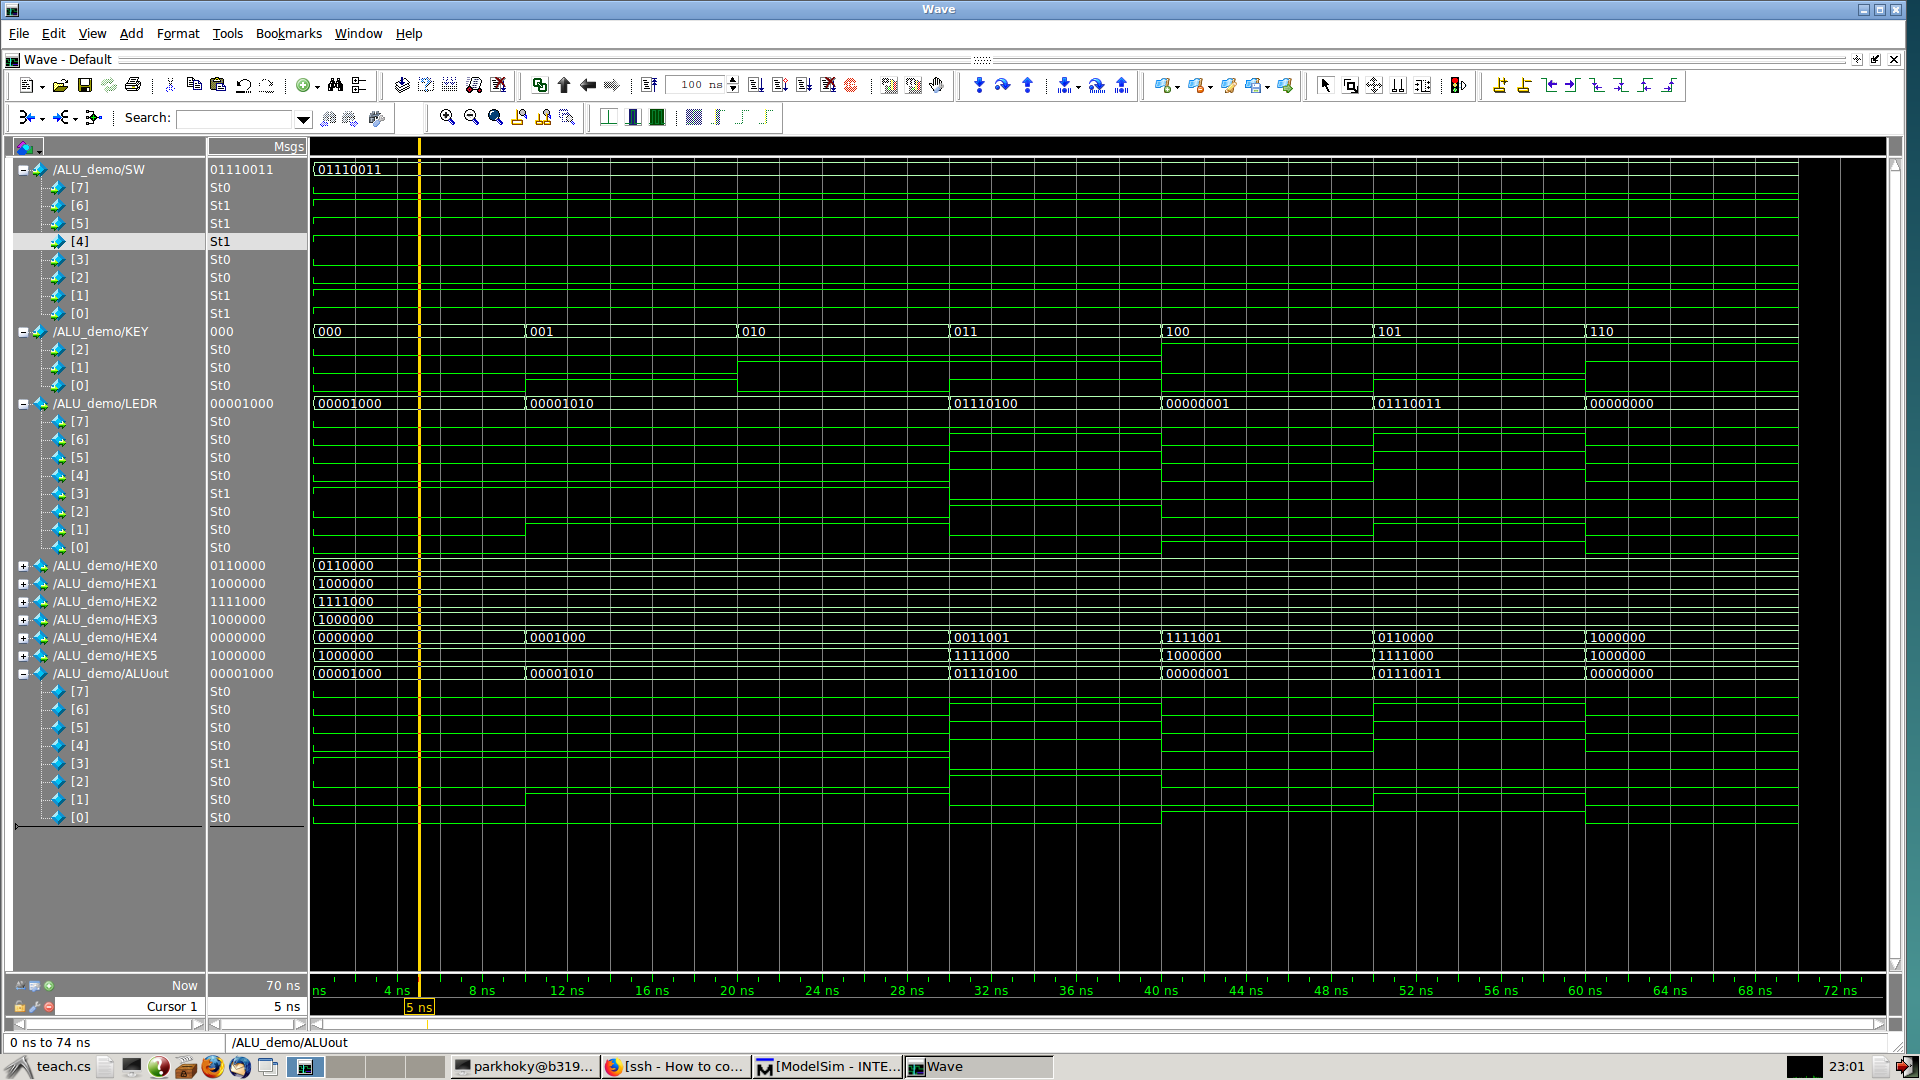 Wave
File Edit View Add Format Tools Bookmarks Window Help
Wave - Default
100 ns
Search:
Msgs
/ALU_demo/SW 01110011 01110011
[7] St0
[6] St1
[5] St1
[4] St1
[3] St0
[2] St0
[1] St1
[0] St1
/ALU_demo/KEY 000 000 001 010 011 100 101 110
[2] St0
[1] St0
[0] St0
/ALU_demo/LEDR 00001000 00001000 00001010 01110100 00000001 01110011 00000000
[7] St0
[6] St0
[5] St0
[4] St0
[3] St1
[2] St0
[1] St0
[0] St0
/ALU_demo/HEX0 0110000 0110000
/ALU_demo/HEX1 1000000 1000000
/ALU_demo/HEX2 1111000 1111000
/ALU_demo/HEX3 1000000 1000000
/ALU_demo/HEX4 0000000 0000000 0001000 0011001 1111001 0110000 1000000
/ALU_demo/HEX5 1000000 1000000 1111000 1000000 1111000 1000000
/ALU_demo/ALUout 00001000 00001000 00001010 01110100 00000001 01110011 00000000
[7] St0
[6] St0
[5] St0
[4] St0
[3] St1
[2] St0
[1] St0
[0] St0
Now 70 ns ns 4 ns 8 ns 12 ns 16 ns 20 ns 24 ns 28 ns 32 ns 36 ns 40 ns 44 ns 48 ns 52 ns 56 ns 60 ns 64 ns 68 ns 72 ns
Cursor 1 5 ns 5 ns
0 ns to 74 ns /ALU_demo/ALUout
teach.cs parkhoky@b319... [ssh - How to co... [ModelSim - INTE... Wave 23:01